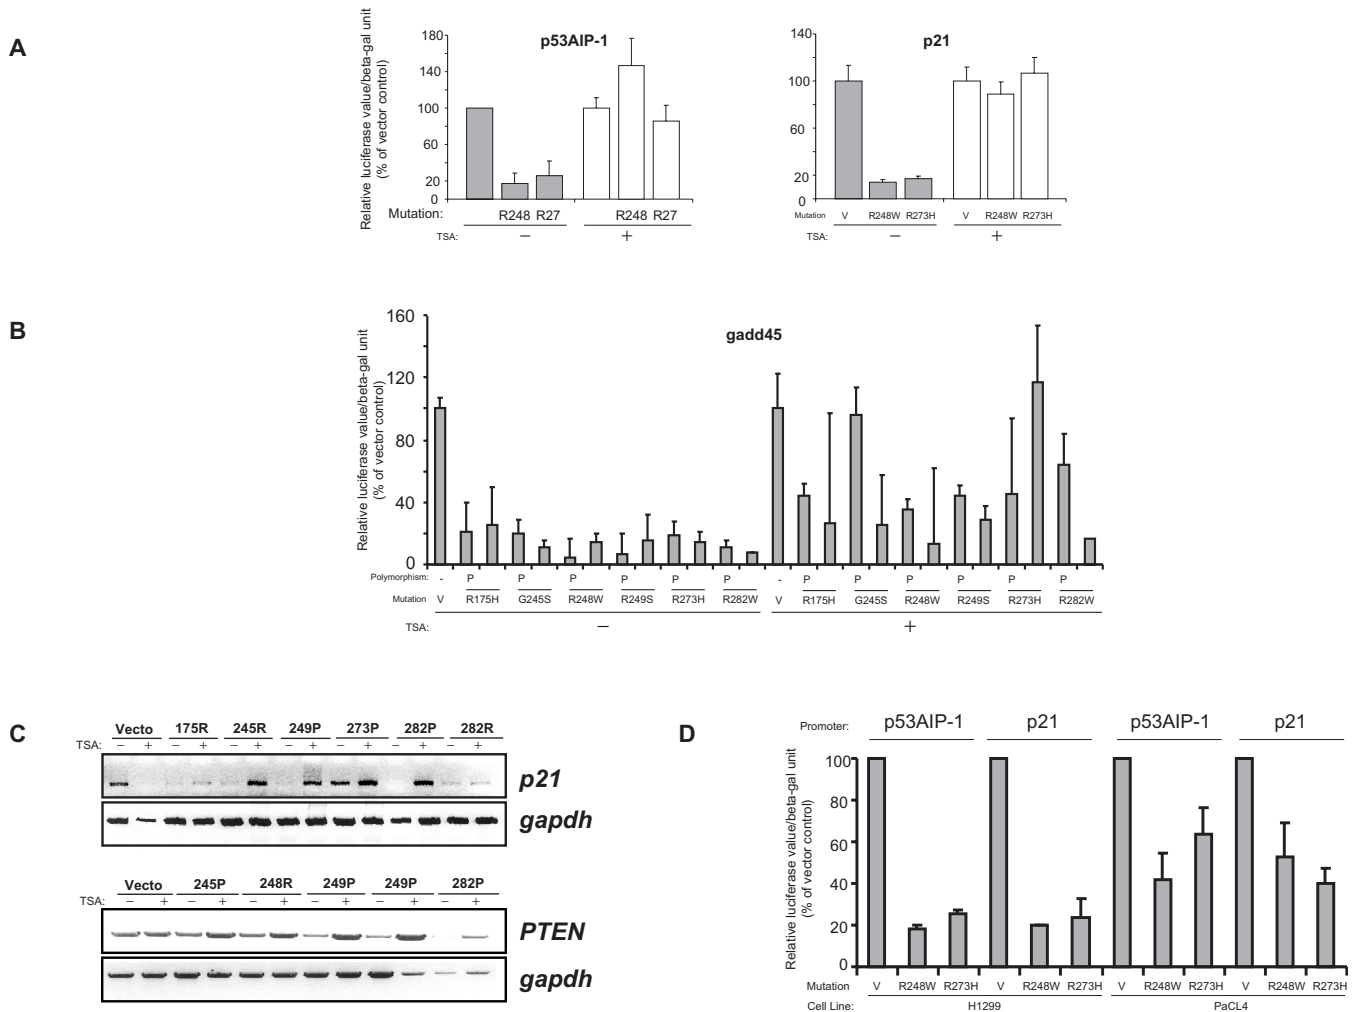 A
Relative luciferase value/beta-gal unit
(% of vector control)
180
140
100
60
20
0
p53AIP-1
Mutation: R248 R27 R248 R27
TSA: – +
140
100
60
20
0
p21
Mutation V R248W R273H V R248W R273H
TSA: – +
B
Relative luciferase value/beta-gal unit
(% of vector control)
160
120
80
40
0
gadd45
Polymorphism: - P P P P P P - P P P P P P
Mutation V R175H G245S R248W R249S R273H R282W V R175H G245S R248W R249S R273H R282W
TSA: – +
C
Vecto 175R 245R 249P 273P 282P 282R
TSA: – + – + – + – + – + – + – +
p21
gapdh
Vecto 245P 248R 249P 249P 282P
TSA: – + – + – + – + – + – +
PTEN
gapdh
D
Promoter: p53AIP-1 p21 p53AIP-1 p21
Relative luciferase value/beta-gal unit
(% of vector control)
100
80
60
40
20
0
Mutation V R248W R273H V R248W R273H V R248W R273H V R248W R273H
Cell Line: H1299 PaCL4